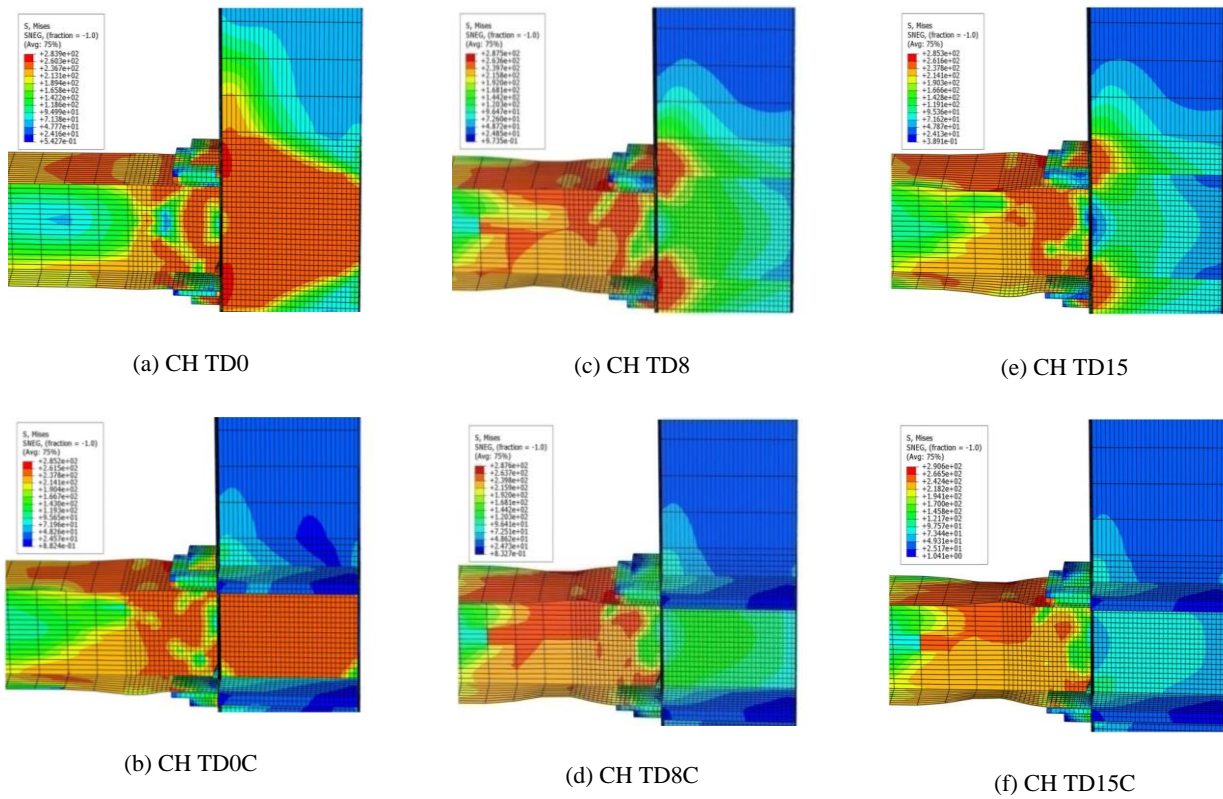 S, Mises
SNEG, (fraction = -1.0)
(Avg: 75%)
+2.839e+02
+2.603e+02
+2.367e+02
+2.131e+02
+1.894e+02
+1.658e+02
+1.422e+02
+1.186e+02
+9.499e+01
+7.138e+01
+4.777e+01
+2.416e+01
+5.427e-01
(a) CH TD0
S, Mises
SNEG, (fraction = -1.0)
(Avg: 75%)
+2.875e+02
+2.636e+02
+2.397e+02
+2.158e+02
+1.920e+02
+1.681e+02
+1.442e+02
+1.203e+02
+9.647e+01
+7.260e+01
+4.872e+01
+2.485e+01
+9.735e-01
(c) CH TD8
S, Mises
SNEG, (fraction = -1.0)
(Avg: 75%)
+2.853e+02
+2.616e+02
+2.378e+02
+2.141e+02
+1.903e+02
+1.666e+02
+1.428e+02
+1.191e+02
+9.536e+01
+7.162e+01
+4.787e+01
+2.413e+01
+3.891e-01
(e) CH TD15
S, Mises
SNEG, (fraction = -1.0)
(Avg: 75%)
+2.852e+02
+2.615e+02
+2.378e+02
+2.141e+02
+1.904e+02
+1.667e+02
+1.430e+02
+1.193e+02
+9.565e+01
+7.196e+01
+4.826e+01
+2.457e+01
+8.824e-01
(b) CH TD0C
S, Mises
SNEG, (fraction = -1.0)
(Avg: 75%)
+2.876e+02
+2.637e+02
+2.398e+02
+2.159e+02
+1.920e+02
+1.681e+02
+1.442e+02
+1.203e+02
+9.641e+01
+7.251e+01
+4.862e+01
+2.473e+01
+8.327e-01
(d) CH TD8C
S, Mises
SNEG, (fraction = -1.0)
(Avg: 75%)
+2.906e+02
+2.665e+02
+2.424e+02
+2.182e+02
+1.941e+02
+1.700e+02
+1.458e+02
+1.217e+02
+9.757e+01
+7.344e+01
+4.931e+01
+2.517e+01
+1.041e+00
(f) CH TD15C